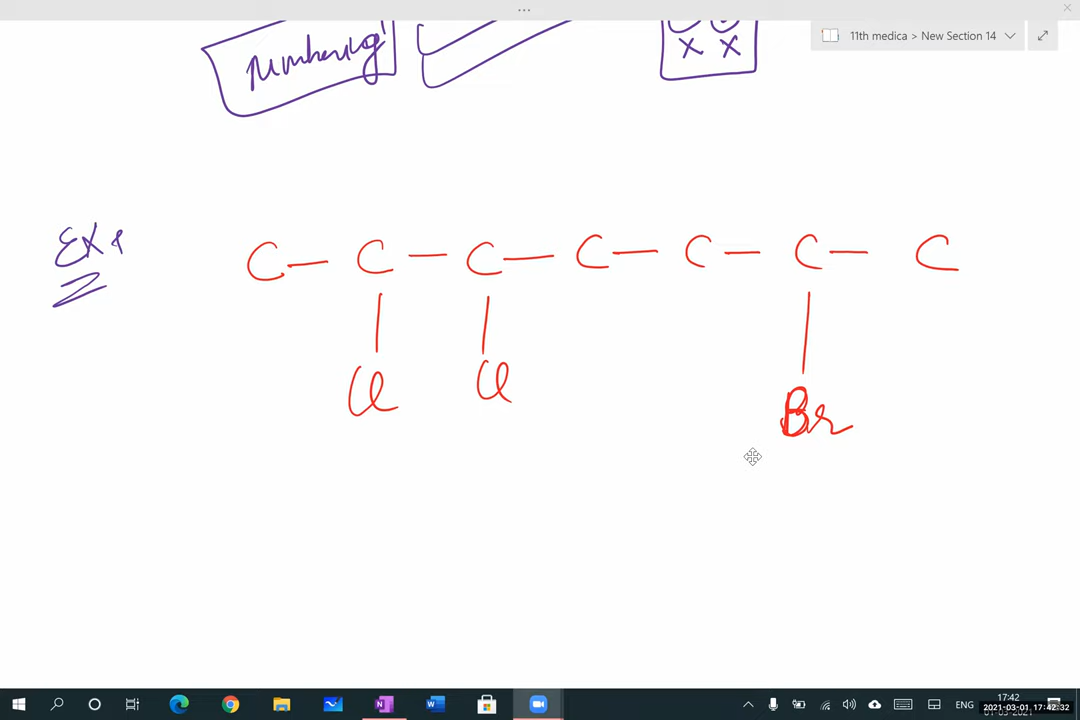 11th medica > New Section 14
Numbering
x x
Ex
C — C — C — C — C — C — C
Cl Cl Br
17:42
ENG
2021-03-01 17:42:32